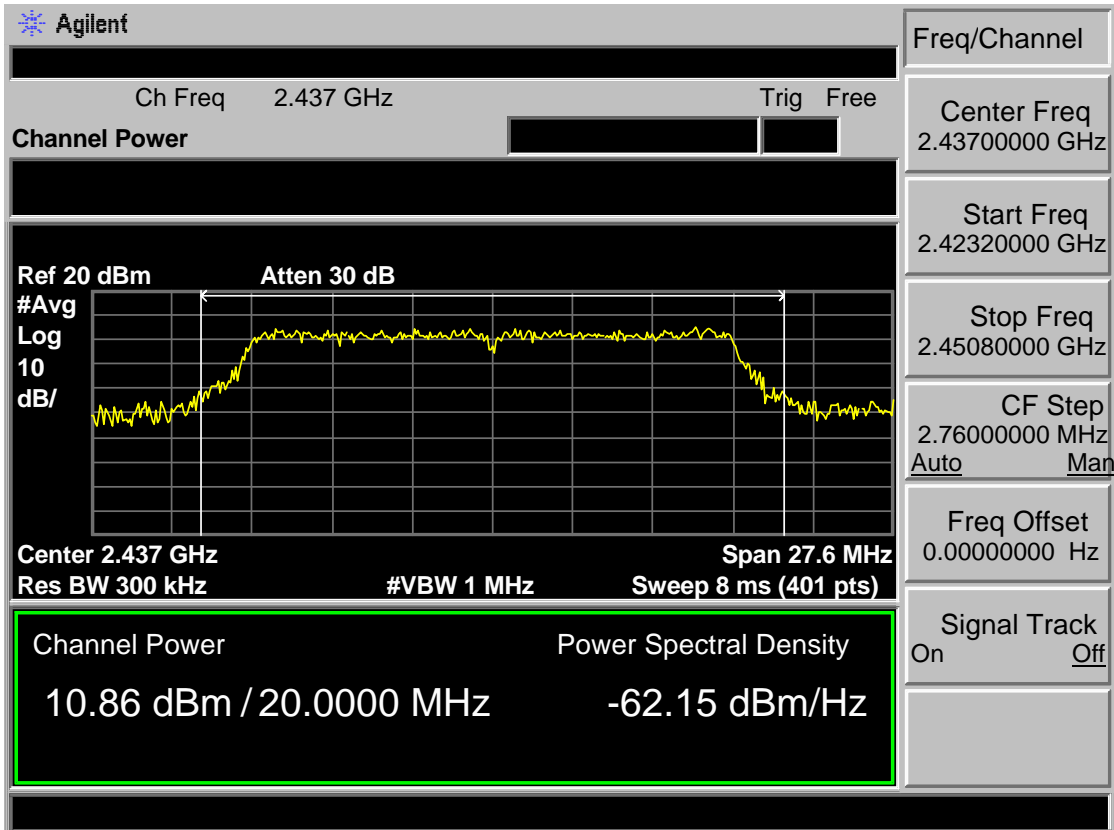 Agilent
Freq/Channel
Ch Freq 2.437 GHz Trig Free
Channel Power
Center Freq
2.43700000 GHz
Start Freq
2.42320000 GHz
Stop Freq
2.45080000 GHz
CF Step
2.76000000 MHz
Auto Man
Freq Offset
0.00000000 Hz
Signal Track
On Off
Ref 20 dBm Atten 30 dB
#Avg
Log
10
dB/
Center 2.437 GHz Span 27.6 MHz
Res BW 300 kHz #VBW 1 MHz Sweep 8 ms (401 pts)
Channel Power Power Spectral Density
10.86 dBm / 20.0000 MHz -62.15 dBm/Hz